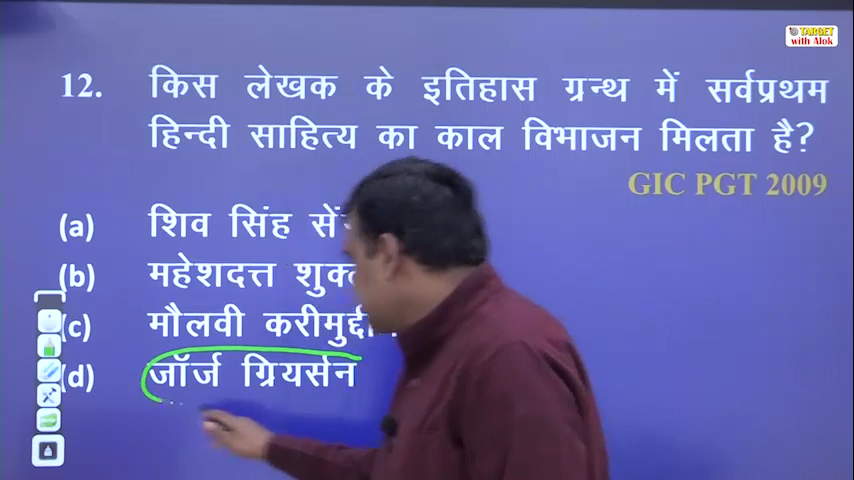 TARGET
with Alok
12. किस लेखक के इतिहास ग्रन्थ में सर्वप्रथम
हिन्दी साहित्य का काल विभाजन मिलता है?
GIC PGT 2009
(a) शिव सिंह
(b) महेशदत्त
(c) मौलवी
(d) जॉर्ज ग्रियर्सन